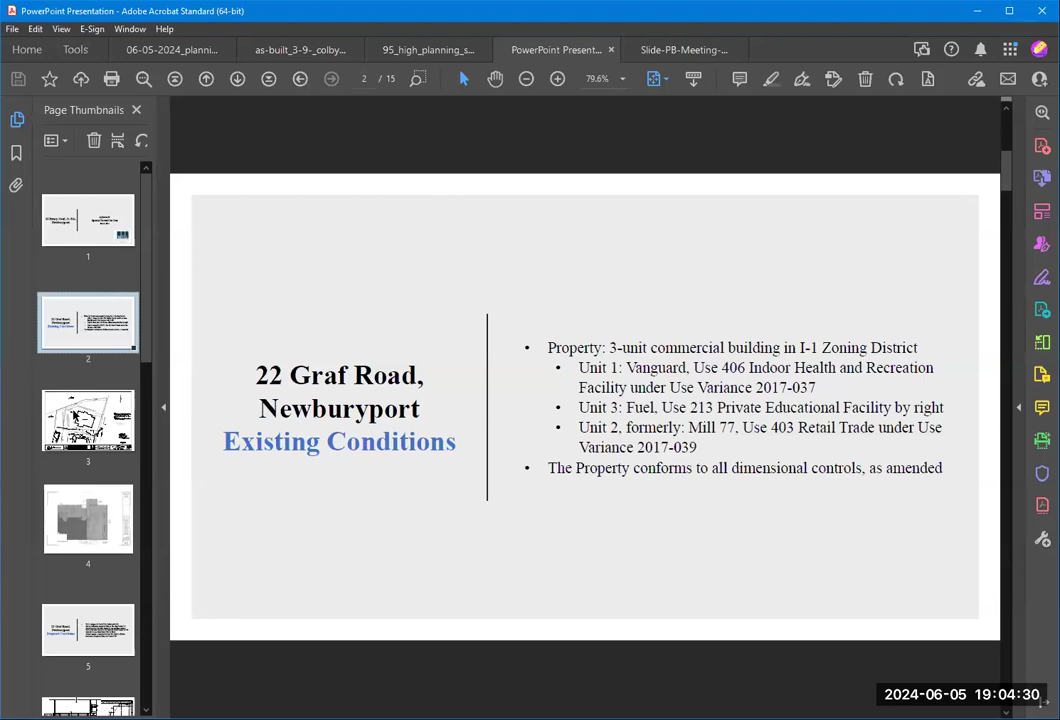 PowerPoint Presentation - Adobe Acrobat Standard (64-bit)
File Edit View E-Sign Window Help
Home Tools 06-05-2024_planni... as-built_3-9-_colby... 95_high_planning_s... PowerPoint Present... Slide-PB-Meeting-...
2 / 15 79.6%
Page Thumbnails
1
2
3
4
5
22 Graf Road,
Newburyport
Existing Conditions
• Property: 3-unit commercial building in I-1 Zoning District
• Unit 1: Vanguard, Use 406 Indoor Health and Recreation
Facility under Use Variance 2017-037
• Unit 3: Fuel, Use 213 Private Educational Facility by right
• Unit 2, formerly: Mill 77, Use 403 Retail Trade under Use
Variance 2017-039
• The Property conforms to all dimensional controls, as amended
2024-06-05 19:04:30